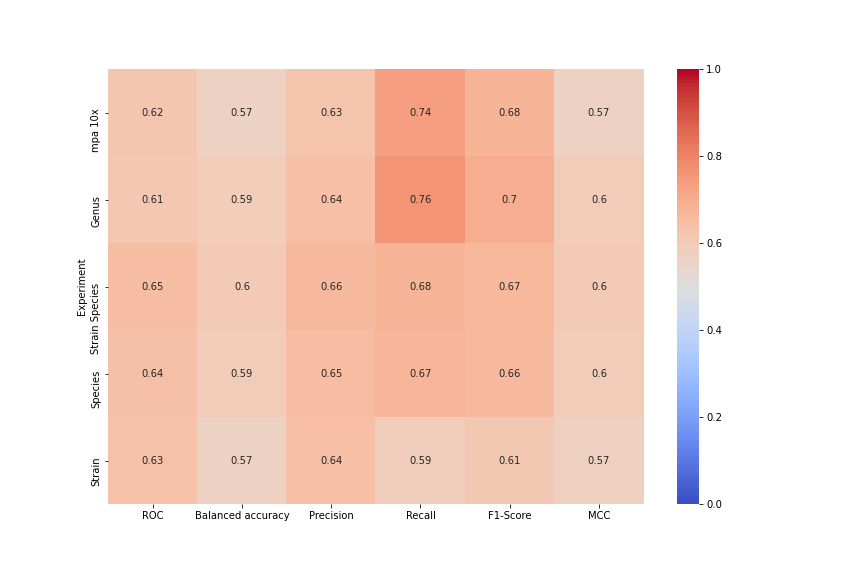 Experiment
mpa 10x 0.62 0.57 0.63 0.74 0.68 0.57
Genus 0.61 0.59 0.64 0.76 0.7 0.6
Strain Species 0.65 0.6 0.66 0.68 0.67 0.6
Species 0.64 0.59 0.65 0.67 0.66 0.6
Strain 0.63 0.57 0.64 0.59 0.61 0.57
ROC Balanced accuracy Precision Recall F1-Score MCC
1.0
0.8
0.6
0.4
0.2
0.0